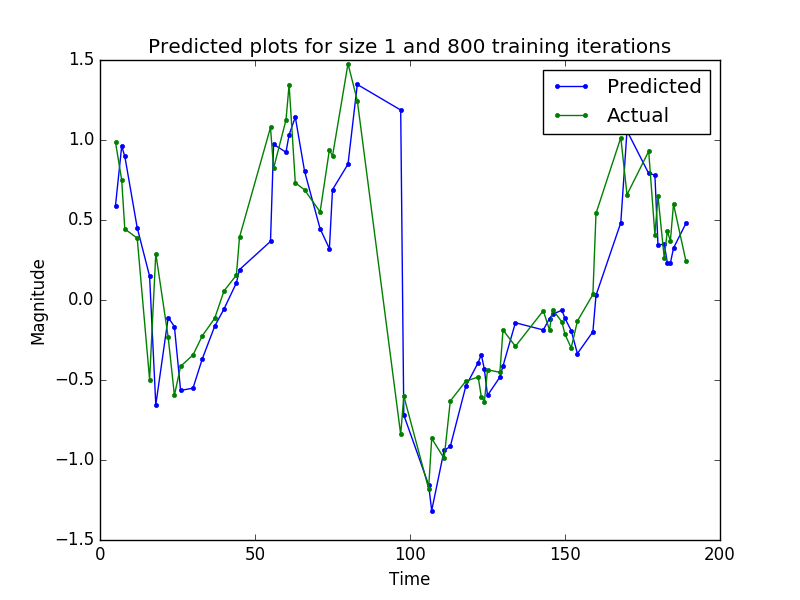 Predicted plots for size 1 and 800 training iterations
1.5
1.0
0.5
0.0
−0.5
−1.0
−1.5
Magnitude
Predicted
Actual
0
50
100
150
200
Time